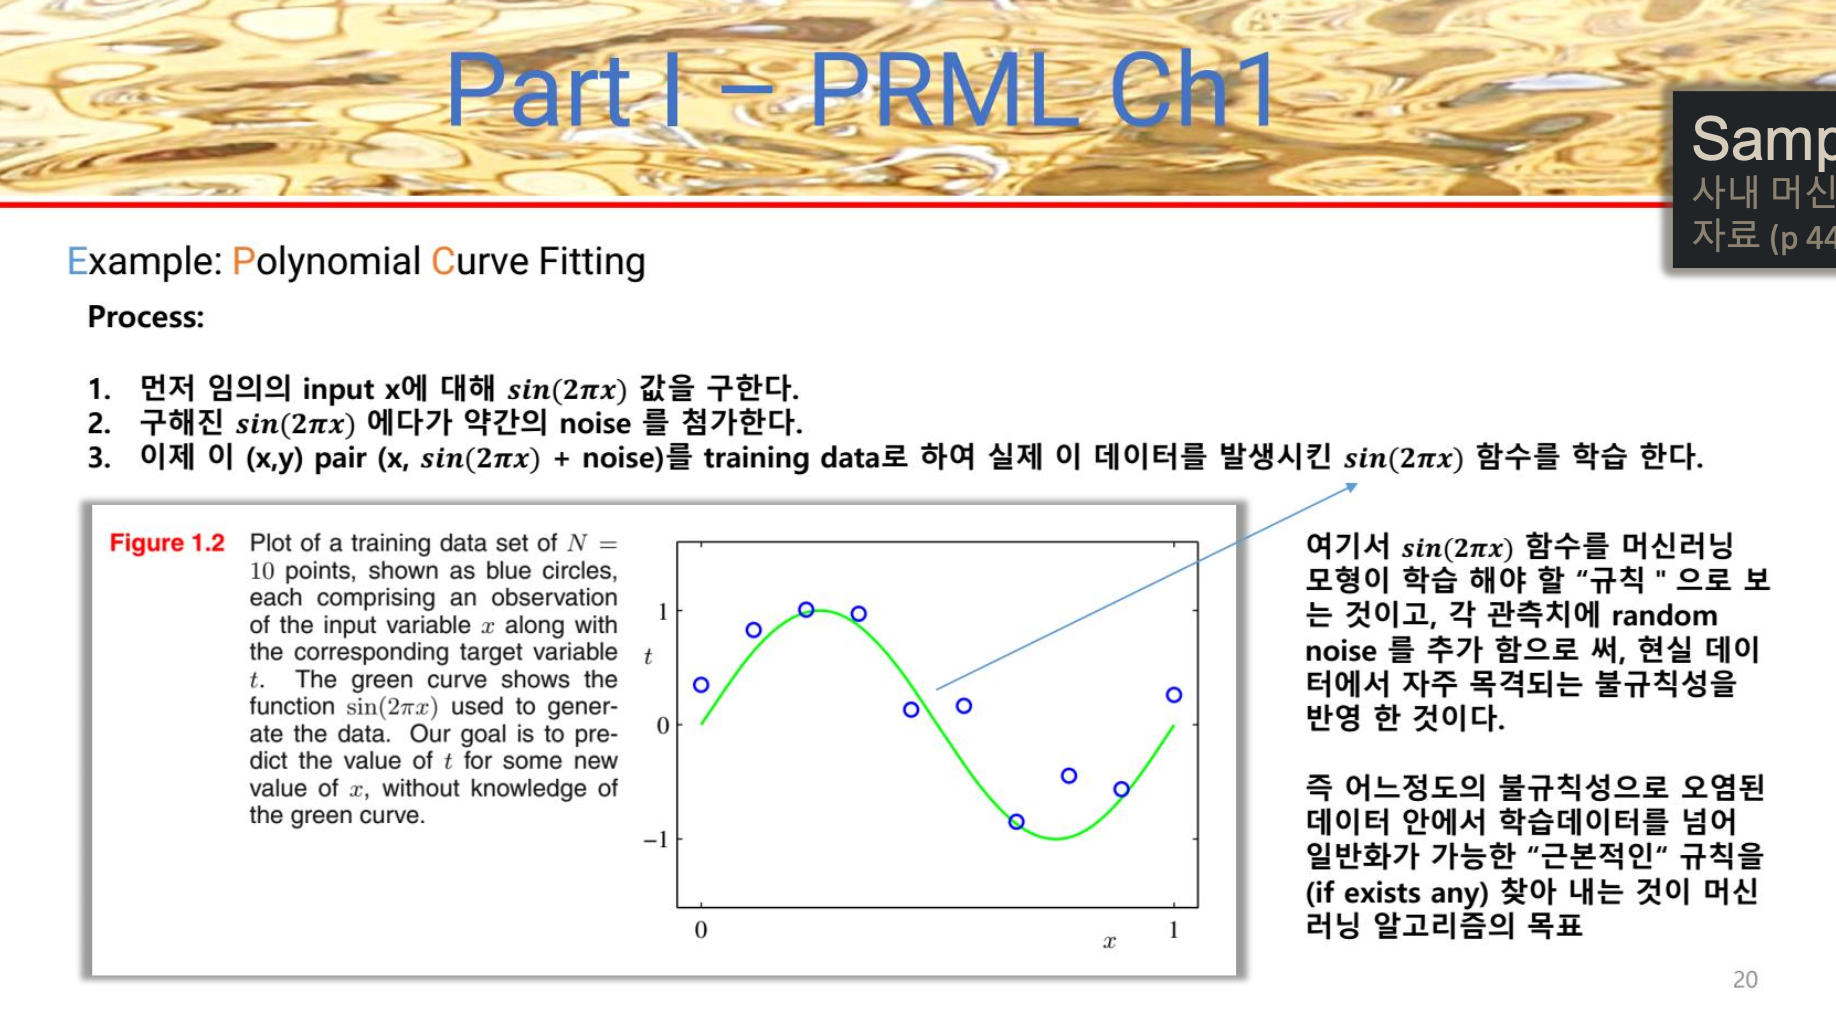 Part I – PRML Ch1
Samp
사내 머신
자료 (p 44
Example: Polynomial Curve Fitting
Process:
1. 먼저 임의의 input x에 대해 sin(2πx) 값을 구한다.
2. 구해진 sin(2πx) 에다가 약간의 noise 를 첨가한다.
3. 이제 이 (x,y) pair (x, sin(2πx) + noise)를 training data로 하여 실제 이 데이터를 발생시킨 sin(2πx) 함수를 학습 한다.
Figure 1.2 Plot of a training data set of N =
10 points, shown as blue circles,
each comprising an observation
of the input variable x along with
the corresponding target variable
t. The green curve shows the
function sin(2πx) used to gener-
ate the data. Our goal is to pre-
dict the value of t for some new
value of x, without knowledge of
the green curve.
1
t
0
−1
0
x
1
여기서 sin(2πx) 함수를 머신러닝
모형이 학습 해야 할 “규칙 " 으로 보
는 것이고, 각 관측치에 random
noise 를 추가 함으로 써, 현실 데이
터에서 자주 목격되는 불규칙성을
반영 한 것이다.
즉 어느정도의 불규칙성으로 오염된
데이터 안에서 학습데이터를 넘어
일반화가 가능한 “근본적인“ 규칙을
(if exists any) 찾아 내는 것이 머신
러닝 알고리즘의 목표
20